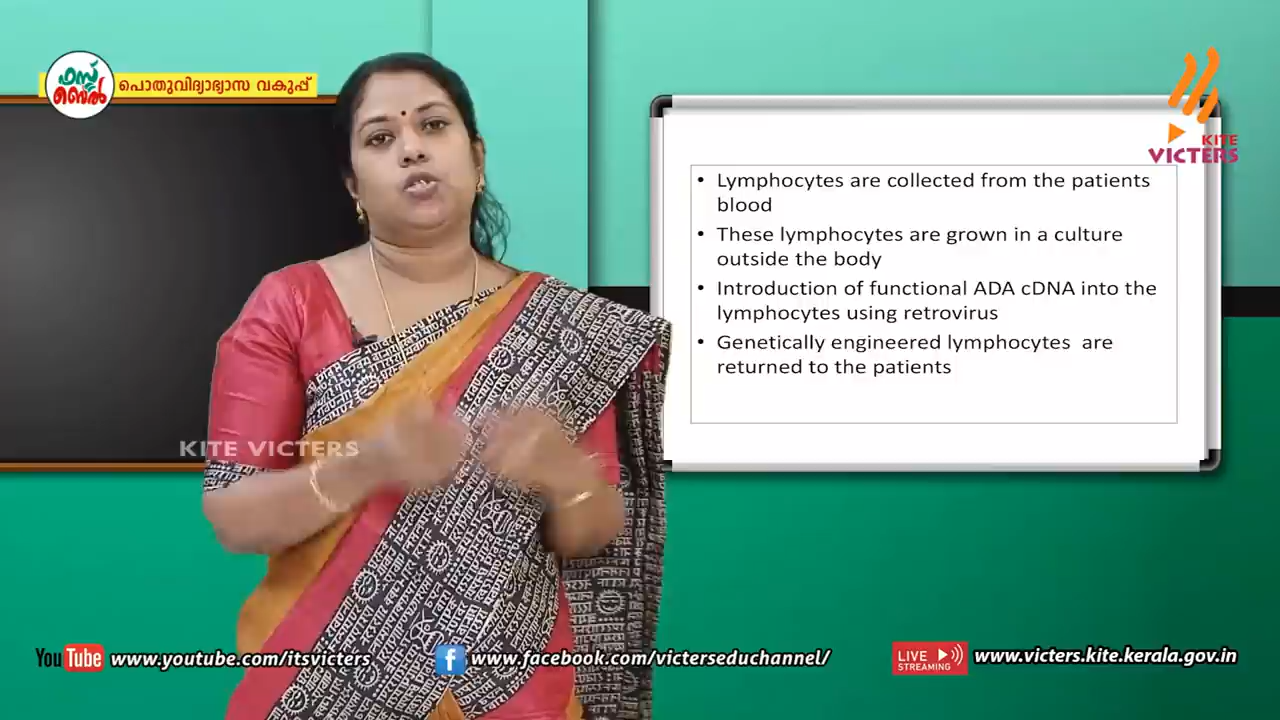 ഫസ്റ്റ്
ബെൽ
പൊതുവിദ്യാഭ്യാസ വകുപ്പ്
KITE
VICTERS
• Lymphocytes are collected from the patients
blood
• These lymphocytes are grown in a culture
outside the body
• Introduction of functional ADA cDNA into the
lymphocytes using retrovirus
• Genetically engineered lymphocytes are
returned to the patients
KITE VICTERS
YouTube www.youtube.com/itsvicters
f www.facebook.com/victerseduchannel/
LIVE
STREAMING
www.victers.kite.kerala.gov.in